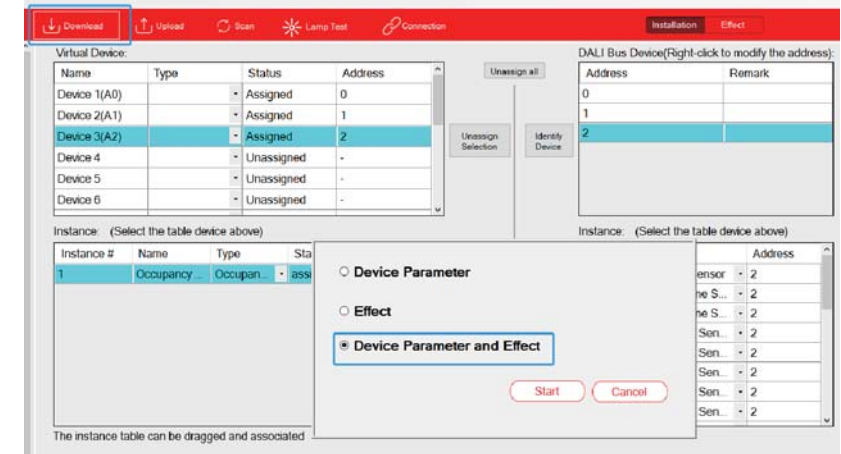 Download Upload Scan Lamp Test Connection Installation Effect
Virtual Device: DALI Bus Device(Right-click to modify the address):
Name Type Status Address Unassign all Address Remark
Device 1(A0) Assigned 0 0
Device 2(A1) Assigned 1 1
Device 3(A2) Assigned 2 Unassign Selection Identify Device 2
Device 4 Unassigned -
Device 5 Unassigned -
Device 6 Unassigned -
Instance: (Select the table device above) Instance: (Select the table device above)
Instance # Name Type Sta Address
1 Occupancy ... Occupan... assi ensor 2
Device Parameter
ne S... 2
Effect
ne S... 2
Sen... 2
Device Parameter and Effect
Sen... 2
Sen... 2
Start Cancel
Sen... 2
The instance table can be dragged and associated